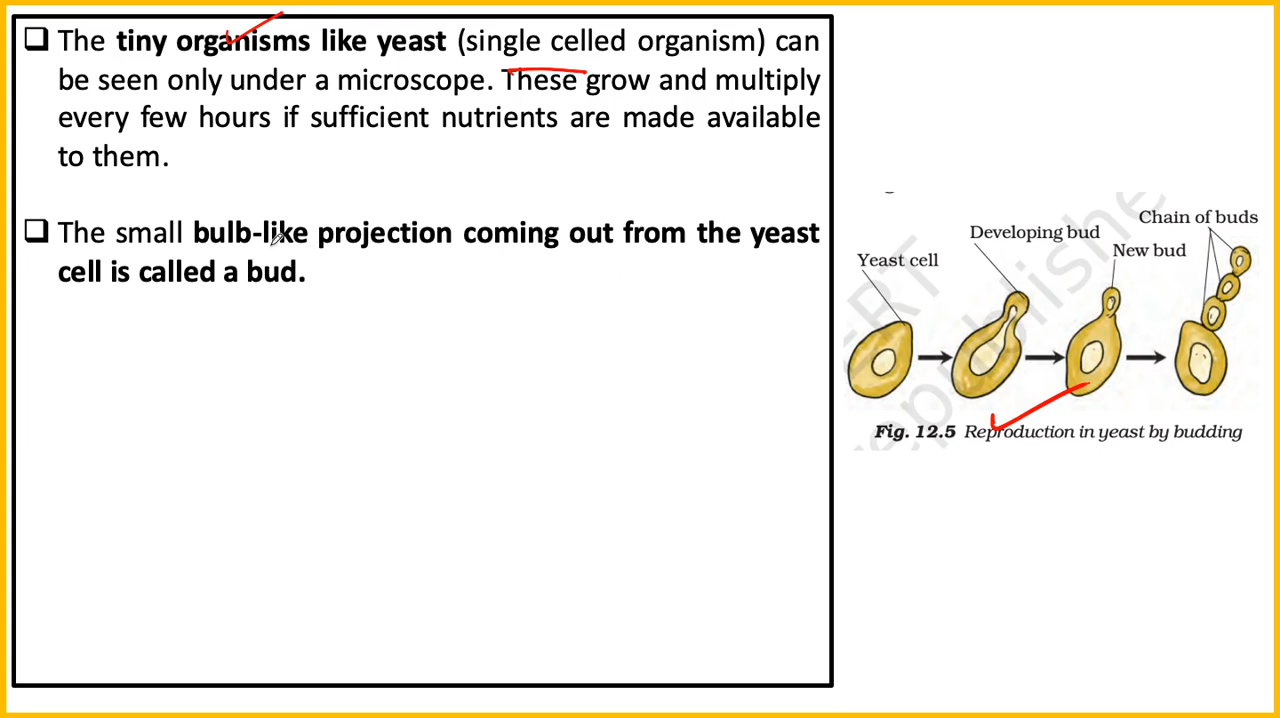 The tiny organisms like yeast (single celled organism) can
be seen only under a microscope. These grow and multiply
every few hours if sufficient nutrients are made available
to them.
The small bulb-like projection coming out from the yeast
cell is called a bud.
Chain of buds
Developing bud
New bud
Yeast cell
Fig. 12.5 Reproduction in yeast by budding